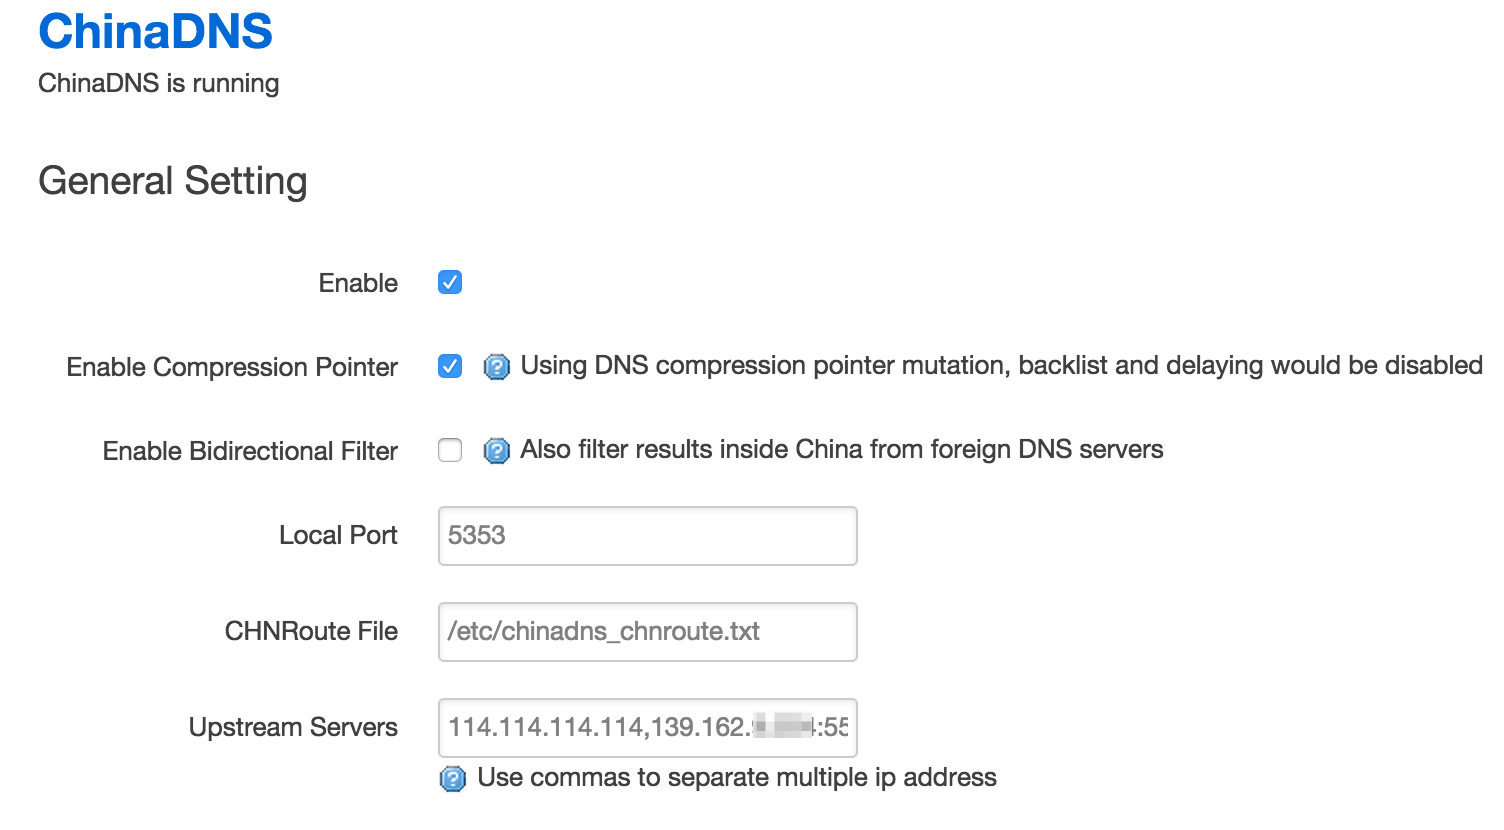 ChinaDNS
ChinaDNS is running
General Setting
Enable
Enable Compression Pointer Using DNS compression pointer mutation, backlist and delaying would be disabled
Enable Bidirectional Filter Also filter results inside China from foreign DNS servers
Local Port 5353
CHNRoute File /etc/chinadns_chnroute.txt
Upstream Servers 114.114.114.114,139.162. :55
Use commas to separate multiple ip address